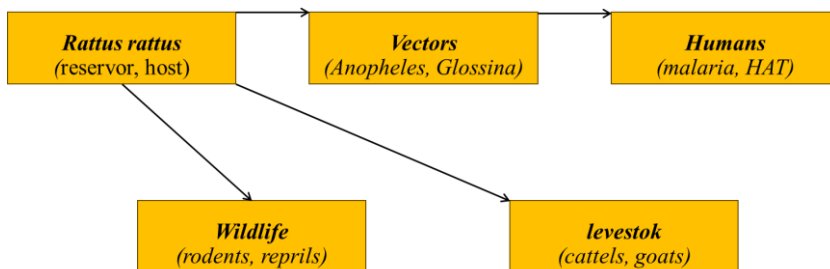 Rattus rattus
(reservor, host)
Vectors
(Anopheles, Glossina)
Humans
(malaria, HAT)
Wildlife
(rodents, reprils)
levestok
(cattels, goats)